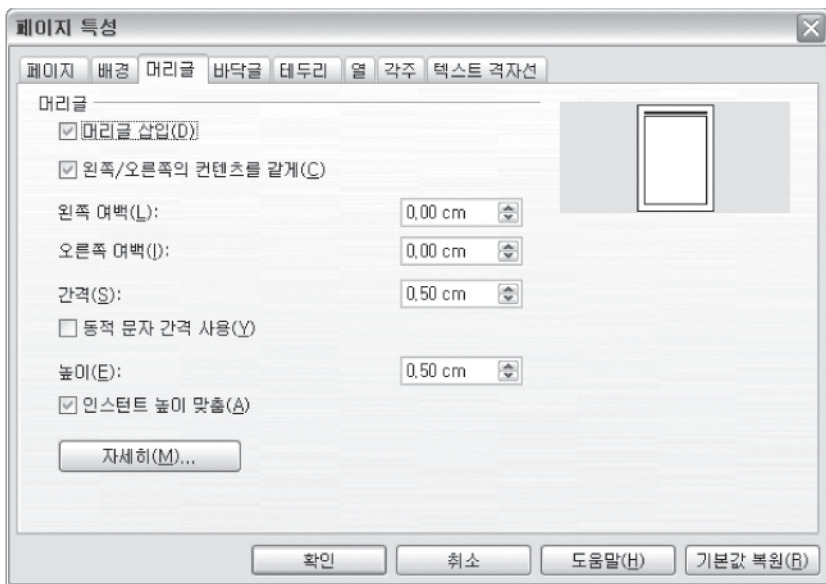 페이지 특성
페이지 배경 머리글 바닥글 테두리 열 각주 텍스트 격자선
머리글
머리글 삽입(D)
왼쪽/오른쪽의 컨텐츠를 같게(C)
왼쪽 여백(L): 0,00 cm
오른쪽 여백(I): 0,00 cm
간격(S): 0,50 cm
동적 문자 간격 사용(Y)
높이(E): 0,50 cm
인스턴트 높이 맞춤(A)
자세히(M)...
확인 취소 도움말(H) 기본값 복원(R)